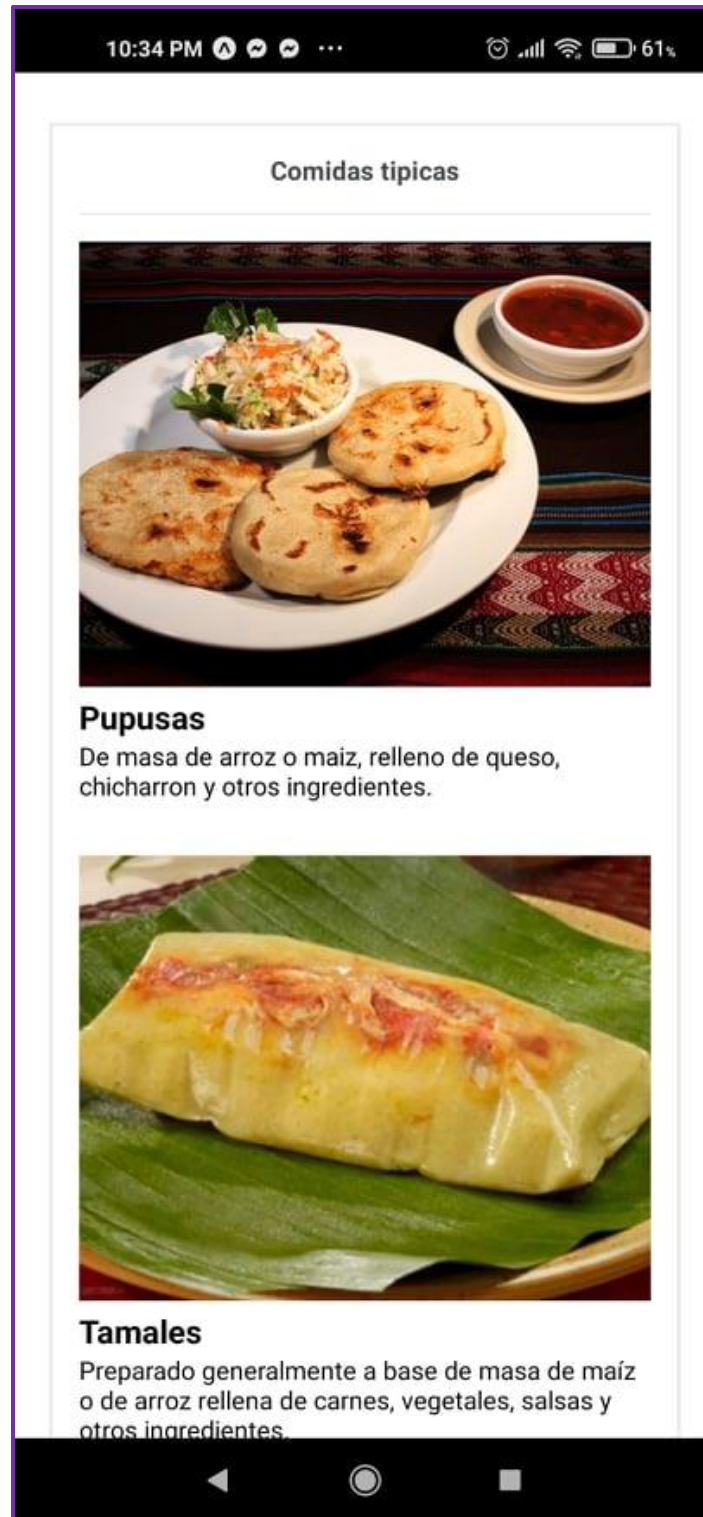 10:34 PM ... 61%
Comidas tipicas
Pupusas
De masa de arroz o maiz, relleno de queso,
chicharron y otros ingredientes.
Tamales
Preparado generalmente a base de masa de maíz
o de arroz rellena de carnes, vegetales, salsas y
otros ingredientes.